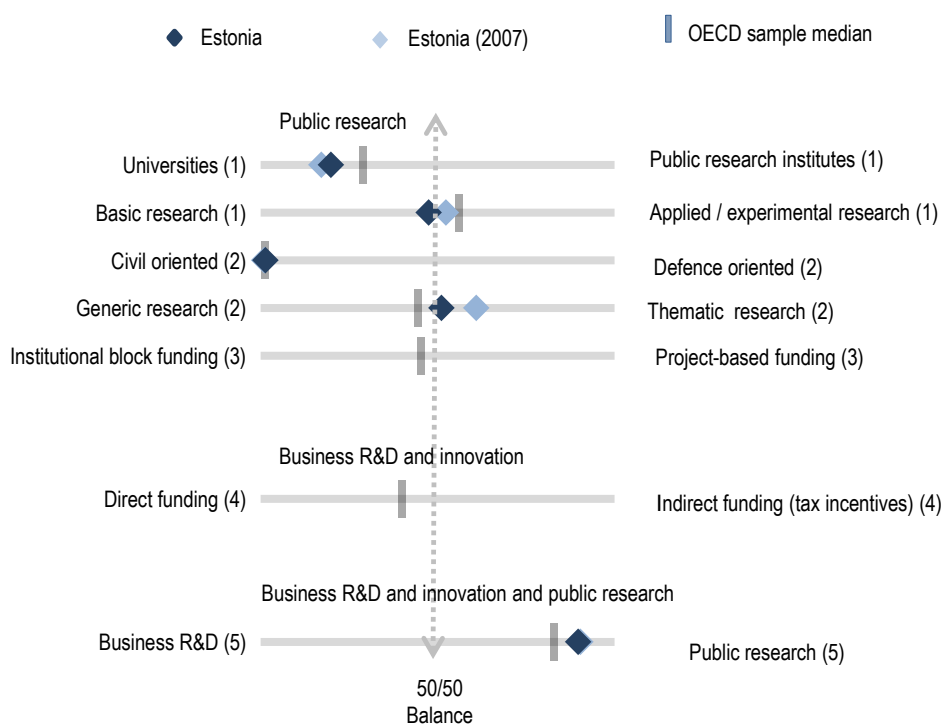 Estonia
Estonia (2007)
OECD sample median
Public research
Universities (1)
Public research institutes (1)
Basic research (1)
Applied / experimental research (1)
Civil oriented (2)
Defence oriented (2)
Generic research (2)
Thematic research (2)
Institutional block funding (3)
Project-based funding (3)
Business R&D and innovation
Direct funding (4)
Indirect funding (tax incentives) (4)
Business R&D and innovation and public research
Business R&D (5)
Public research (5)
50/50
Balance